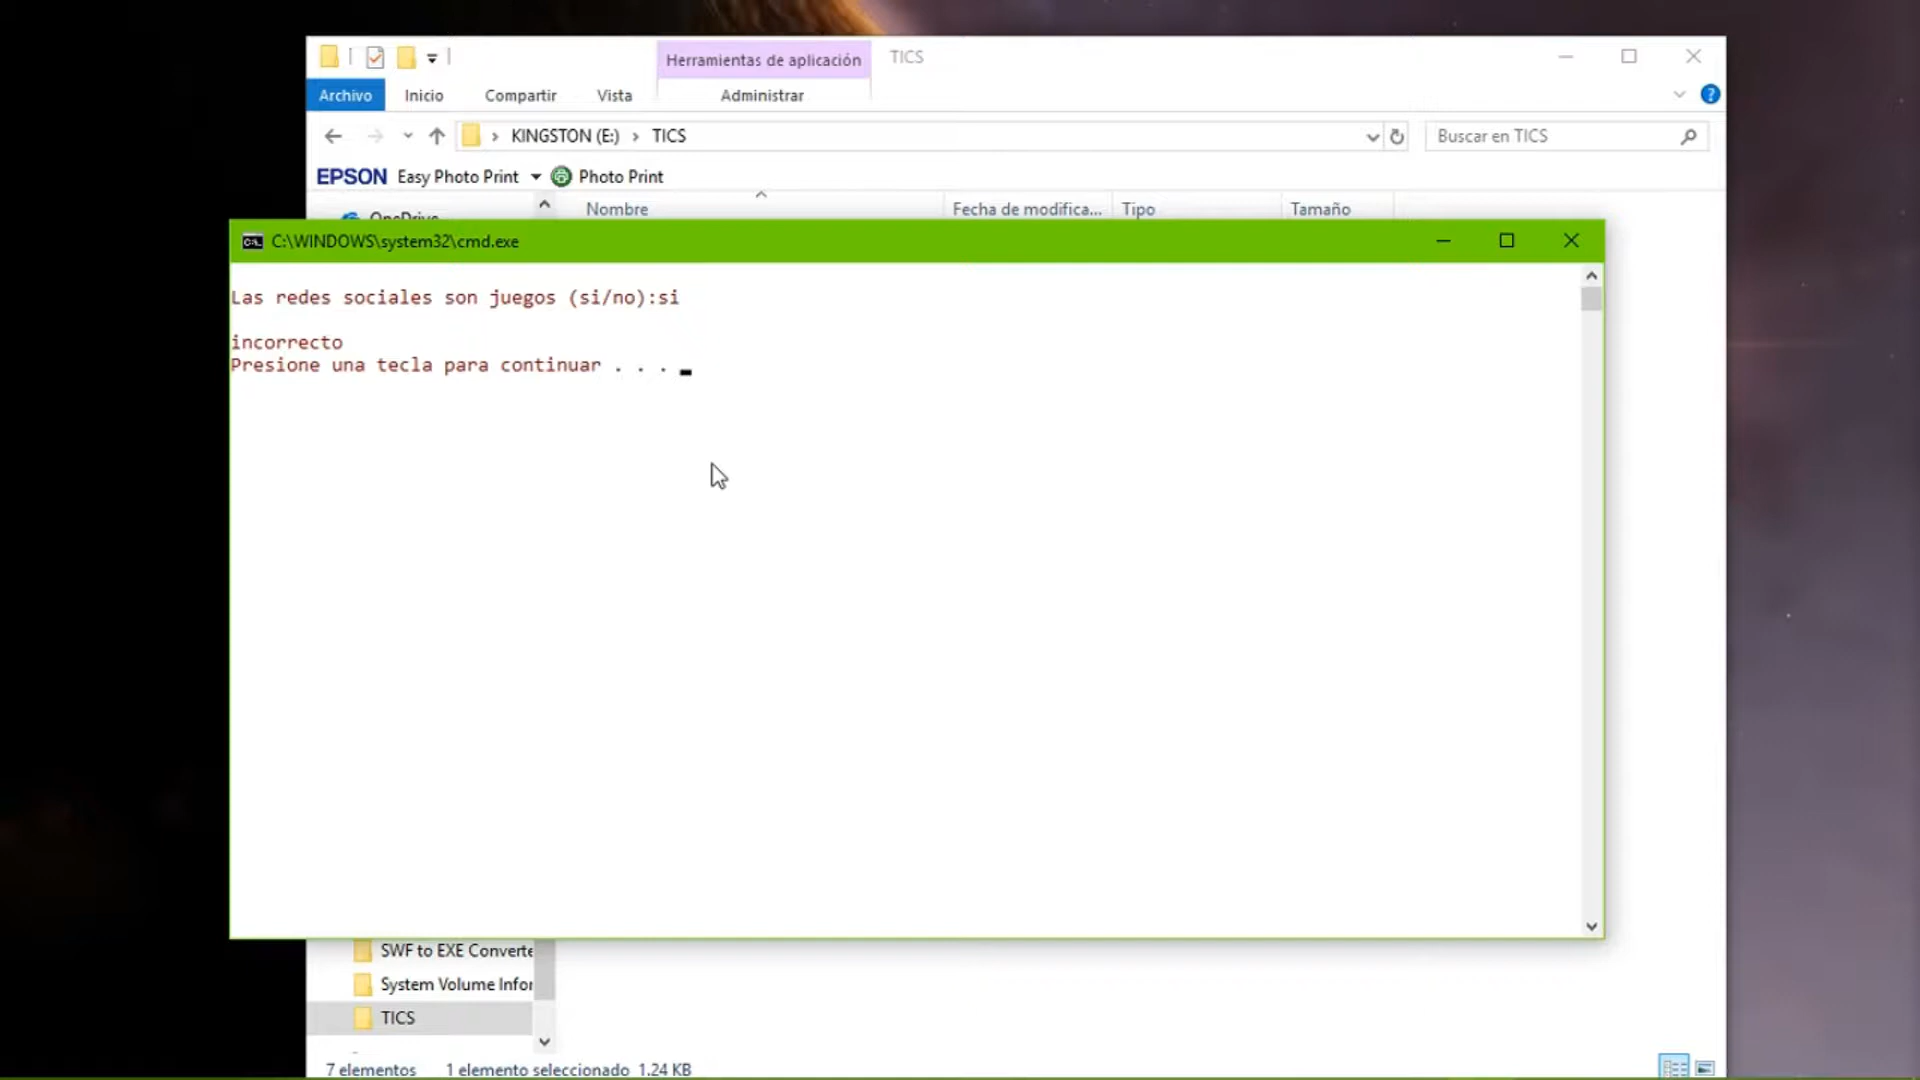 Herramientas de aplicación TICS
Archivo Inicio Compartir Vista Administrar
KINGSTON (E:) TICS Buscar en TICS
EPSON Easy Photo Print Photo Print
OneDrive Nombre Fecha de modifica... Tipo Tamaño
C:\WINDOWS\system32\cmd.exe
Las redes sociales son juegos (si/no):si
incorrecto
Presione una tecla para continuar . . .
SWF to EXE Converte
System Volume Infor
TICS
7 elementos 1 elemento seleccionado 1.24 KB